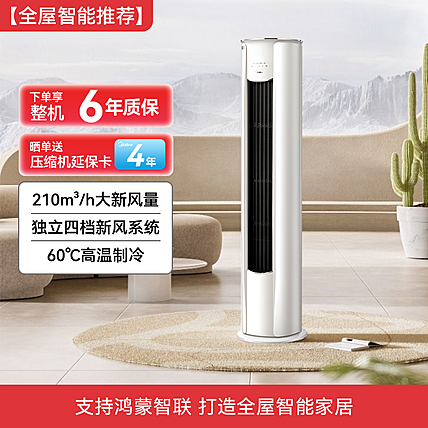 【全屋智能推荐】
下单享
整机 6年质保
晒单送
压缩机延保卡 4年
210m³/h大新风量
独立四档新风系统
60℃高温制冷
支持鸿蒙智联 打造全屋智能家居